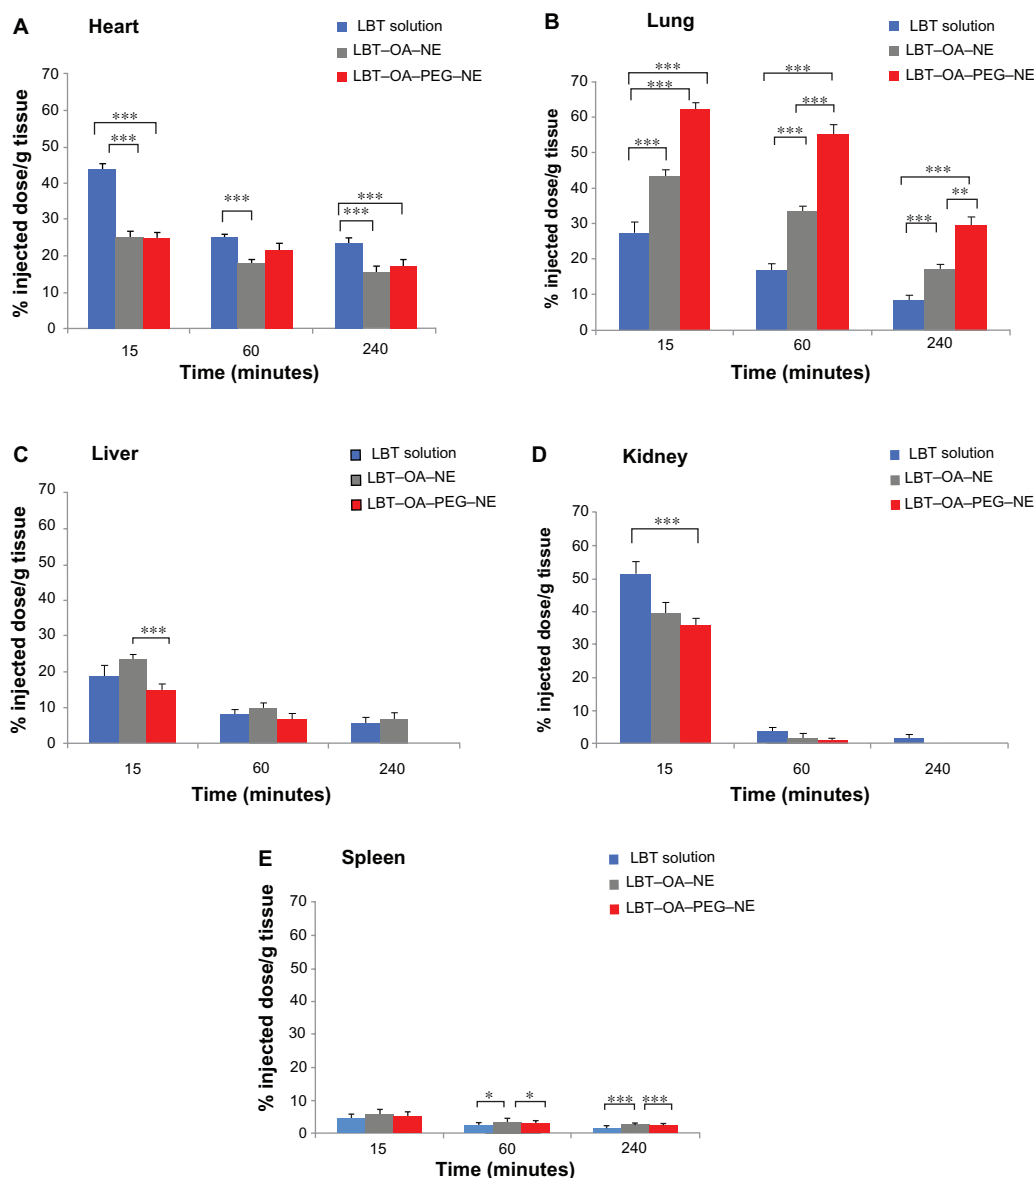 A
Heart
LBT solution
LBT–OA–NE
LBT–OA–PEG–NE
% injected dose/g tissue
70
60
50
40
30
20
10
0
***
***
***
***
***
15
60
240
Time (minutes)
B
Lung
LBT solution
LBT–OA–NE
LBT–OA–PEG–NE
% injected dose/g tissue
70
60
50
40
30
20
10
0
***
***
***
***
***
***
***
**
***
15
60
240
Time (minutes)
C
Liver
LBT solution
LBT–OA–NE
LBT–OA–PEG–NE
% injected dose/g tissue
70
60
50
40
30
20
10
0
***
15
60
240
Time (minutes)
D
Kidney
LBT solution
LBT–OA–NE
LBT–OA–PEG–NE
% injected dose/g tissue
70
60
50
40
30
20
10
0
***
15
60
240
Time (minutes)
E
Spleen
LBT solution
LBT–OA–NE
LBT–OA–PEG–NE
% injected dose/g tissue
70
60
50
40
30
20
10
0
*
*
***
***
15
60
240
Time (minutes)